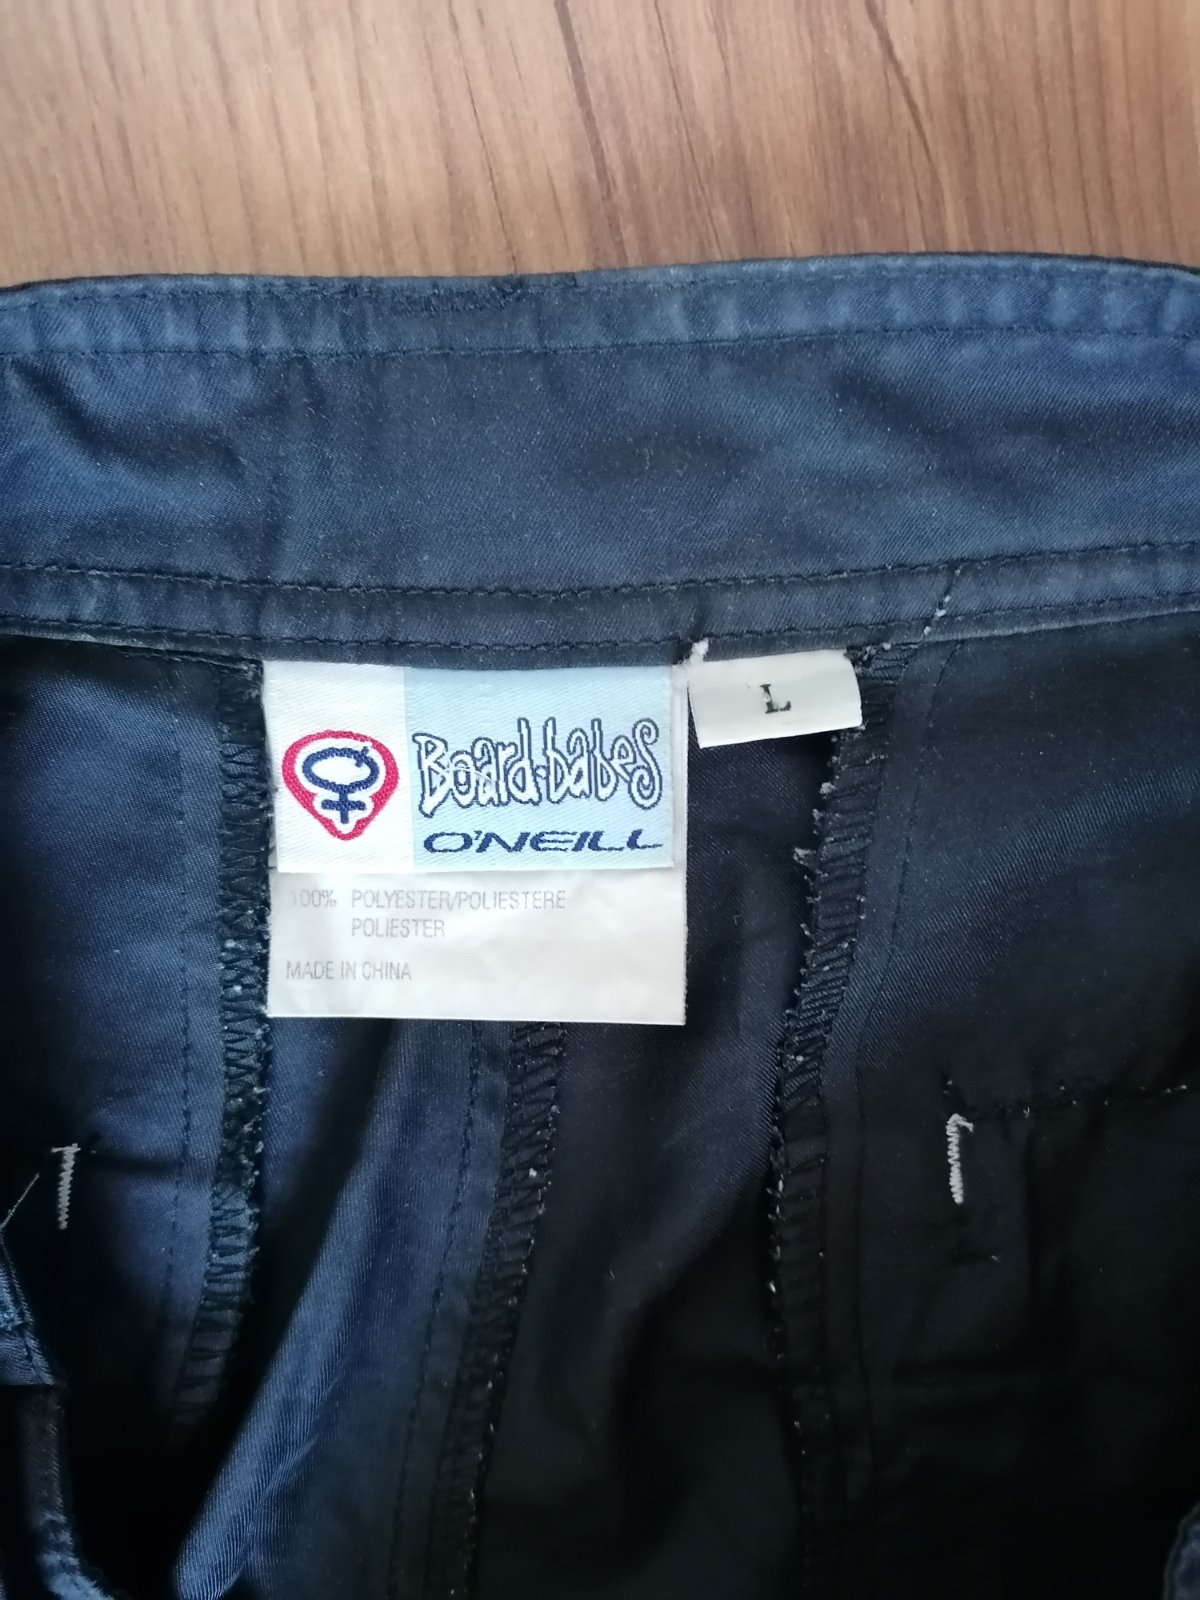 Board-babes
O'NEILL
L
100% POLYESTER/POLIESTERE
POLIESTER
MADE IN CHINA